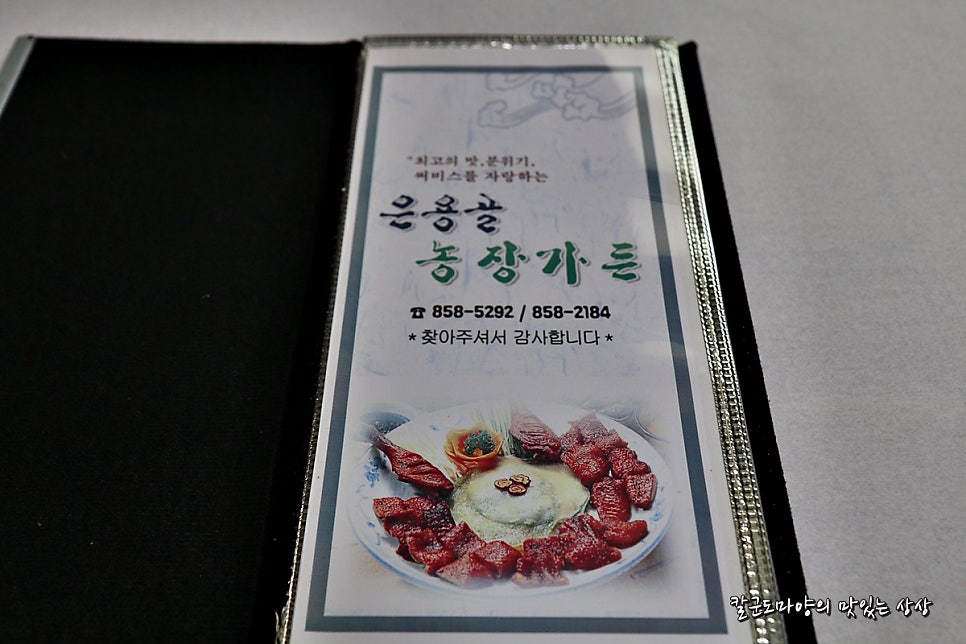 "최고의 맛,분위기,
써비스를 자랑하는
은용골
농장가든
☎ 858-5292 / 858-2184
* 찾아주셔서 감사합니다 *
칼군도마양의 맛있는 상상